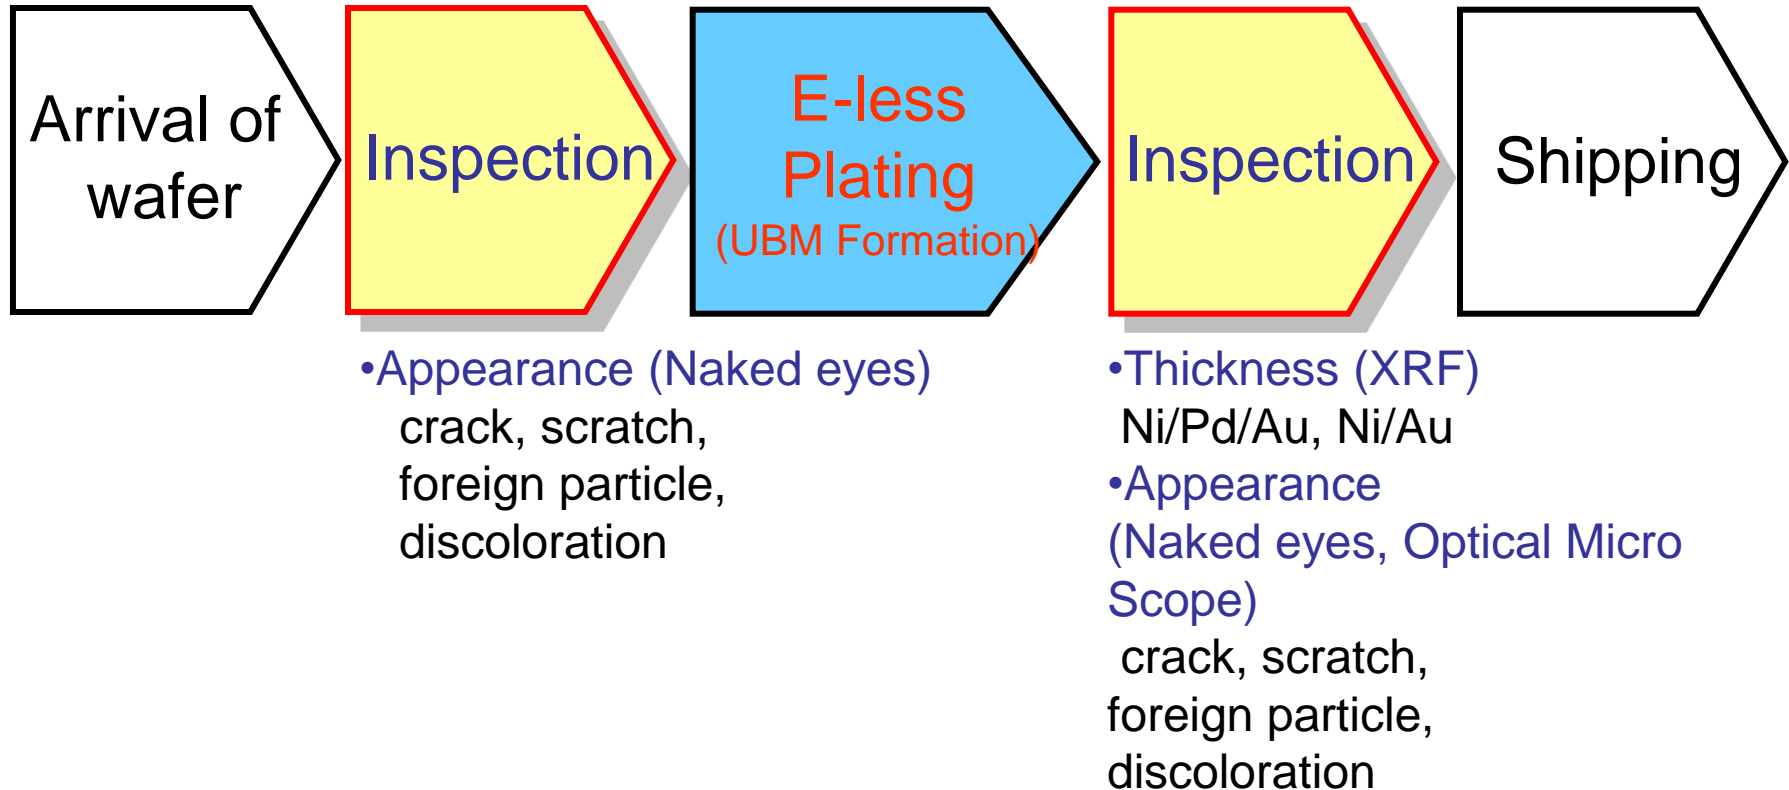 Arrival of
wafer
Inspection
E-less
Plating
(UBM Formation)
Inspection
Shipping
•Appearance (Naked eyes)
crack, scratch,
foreign particle,
discoloration
•Thickness (XRF)
Ni/Pd/Au, Ni/Au
•Appearance
(Naked eyes, Optical Micro
Scope)
crack, scratch,
foreign particle,
discoloration